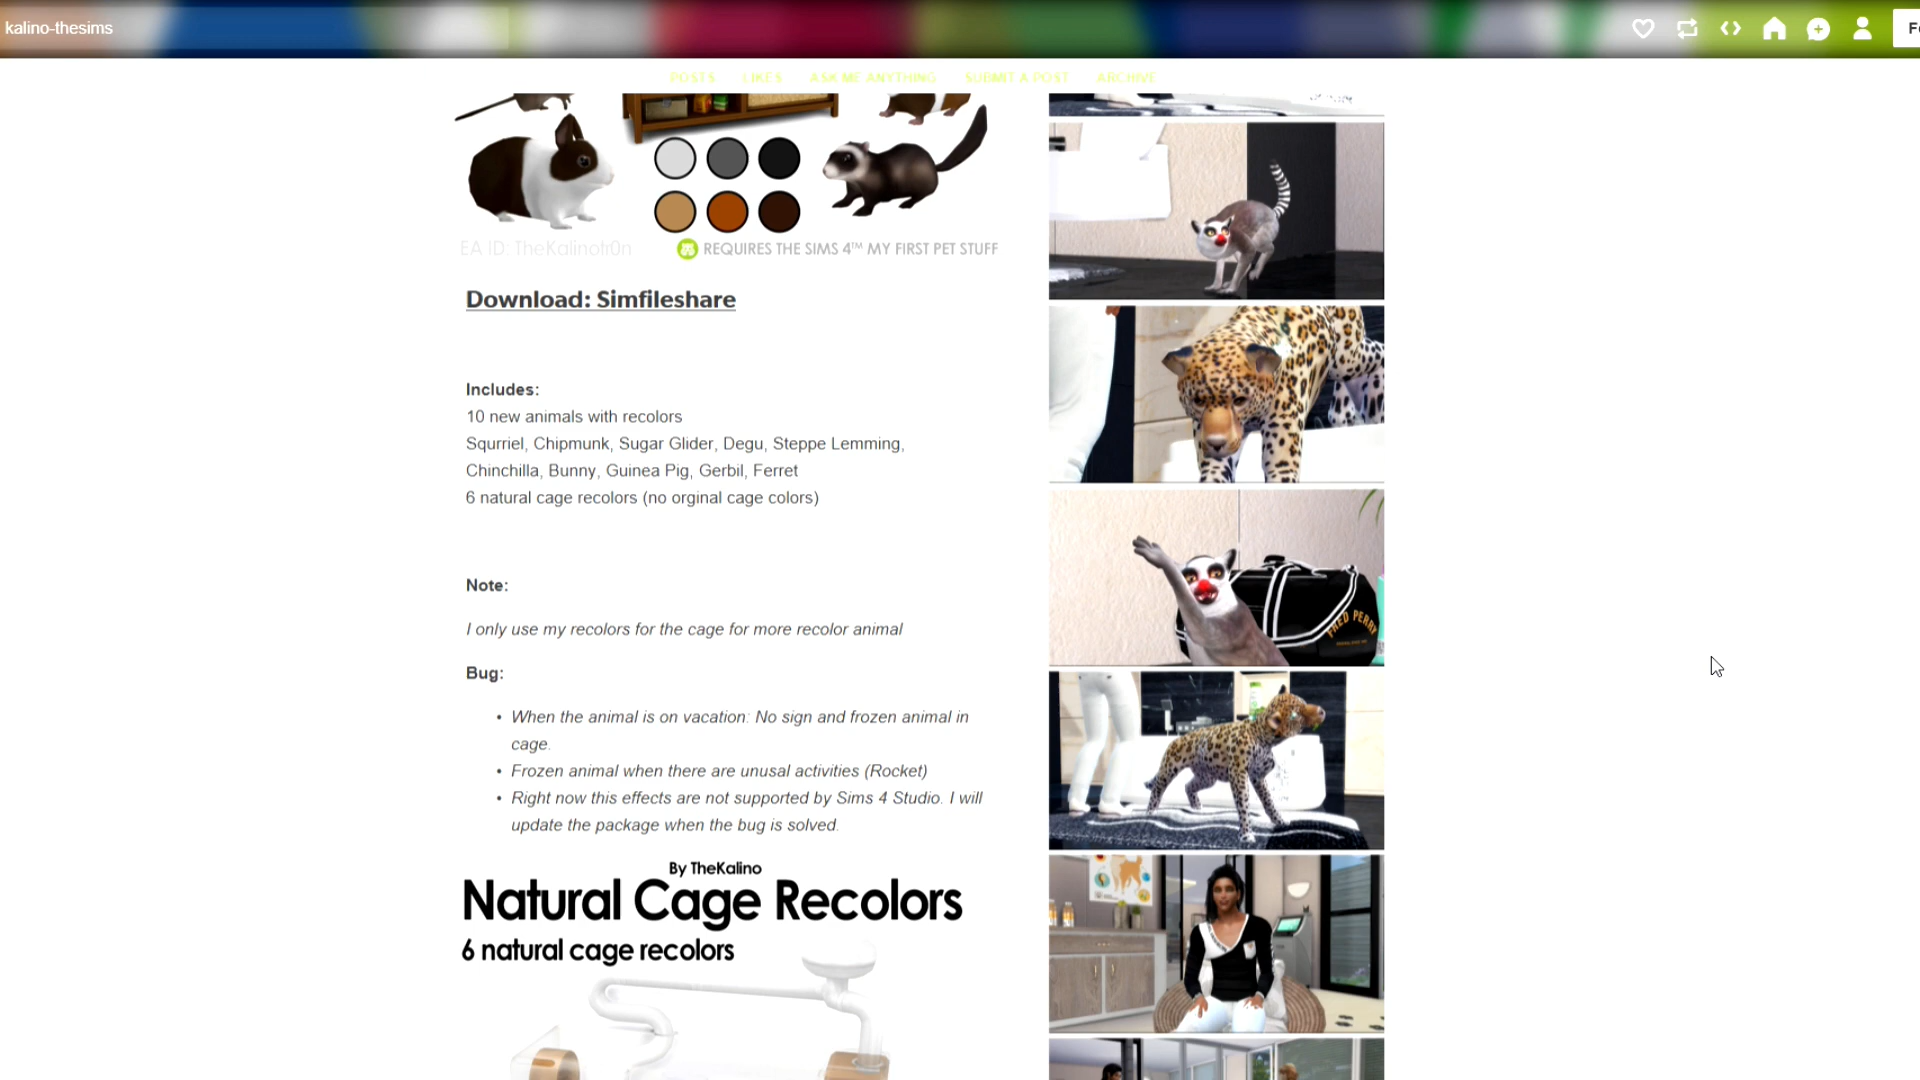 kalino-thesims
POSTS LIKES ASK ME ANYTHING SUBMIT A POST ARCHIVE
EA ID: TheKalinotr0n
REQUIRES THE SIMS 4™ MY FIRST PET STUFF
Download: Simfileshare
Includes:
10 new animals with recolors
Squrriel, Chipmunk, Sugar Glider, Degu, Steppe Lemming,
Chinchilla, Bunny, Guinea Pig, Gerbil, Ferret
6 natural cage recolors (no orginal cage colors)
Note:
I only use my recolors for the cage for more recolor animal
Bug:
• When the animal is on vacation: No sign and frozen animal in
cage.
• Frozen animal when there are unusual activities (Rocket)
• Right now this effects are not supported by Sims 4 Studio. I will
update the package when the bug is solved.
By TheKalino
Natural Cage Recolors
6 natural cage recolors
FRED PERRY